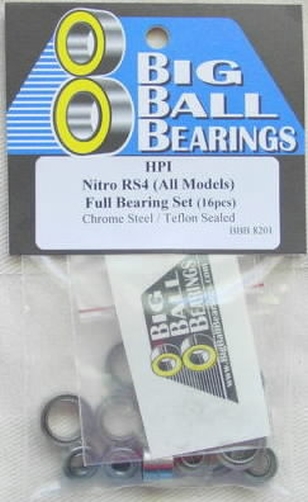 BIG
BALL
BEARINGS
HPI
Nitro RS4 (All Models)
Full Bearing Set (16pcs)
Chrome Steel / Teflon Sealed
BBB 8201
BIG
BALL
BEARINGS